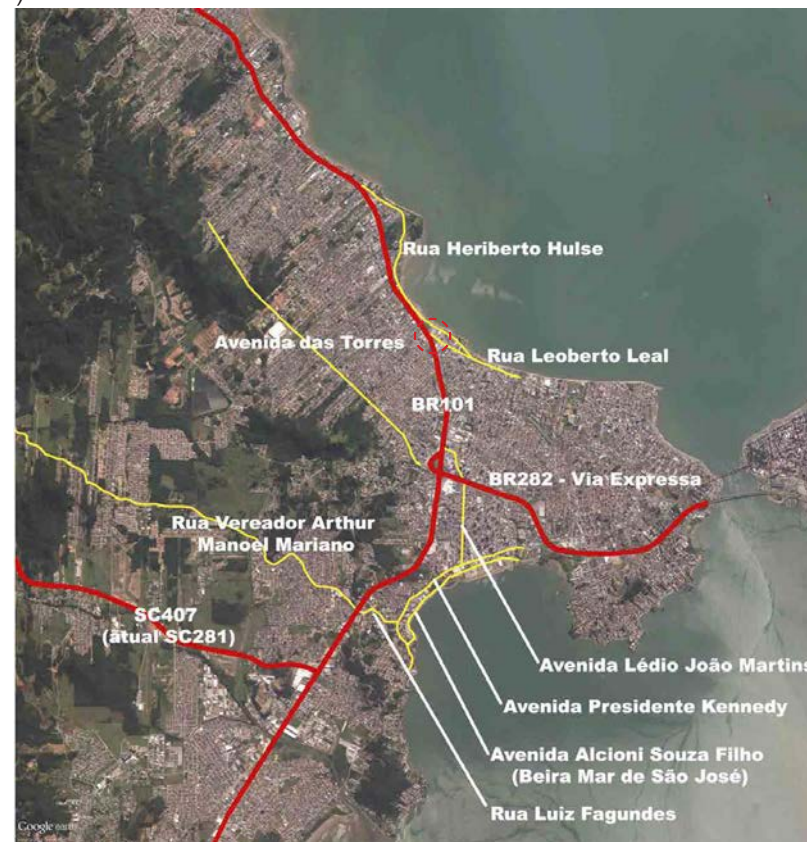 )
Rua Heriberto Hulse
Avenida das Torres
Rua Leoberto Leal
BR101
BR282 - Via Expressa
Rua Vereador Arthur
Manoel Mariano
SC407
(atual SC281)
Avenida Lédio João Martins
Avenida Presidente Kennedy
Avenida Alcioni Souza Filho
(Beira Mar de São José)
Rua Luiz Fagundes
Google earth